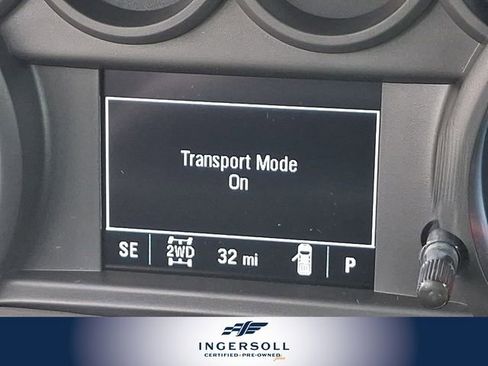 Transport Mode
On
SE 2WD 32 mi P
INGERSOLL
CERTIFIED • PRE-OWNED